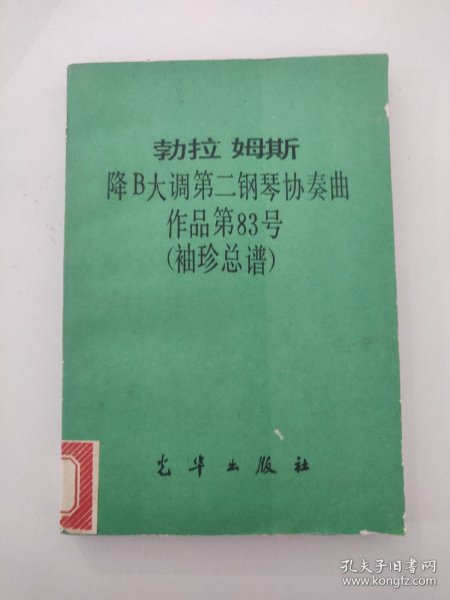 勃拉姆斯
降B大调第二钢琴协奏曲
作品第83号
(袖珍总谱)
光华出版社
孔夫子旧书网
www.kongfz.com